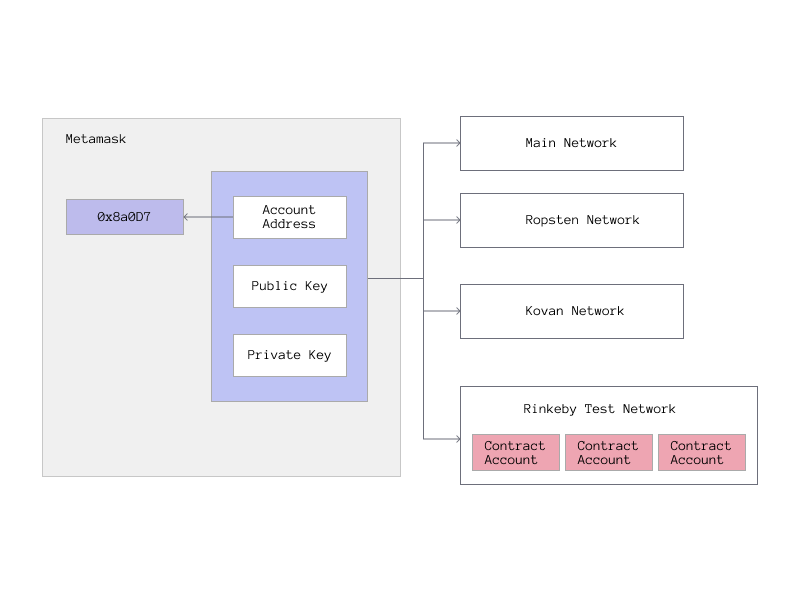 Metamask
0x8a0D7
Account
Address
Public Key
Private Key
Main Network
Ropsten Network
Kovan Network
Rinkeby Test Network
Contract
Account
Contract
Account
Contract
Account